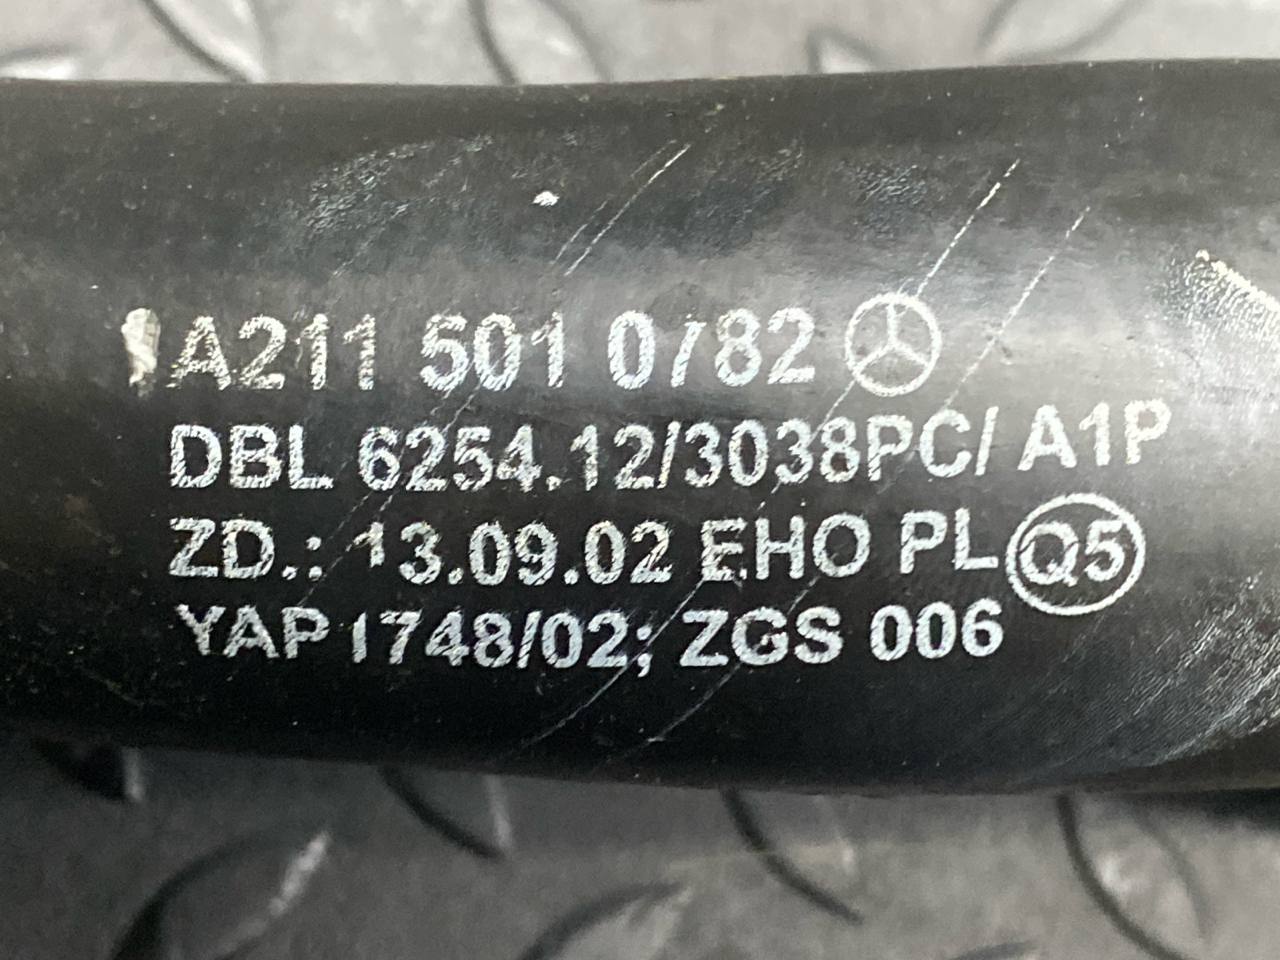 A211 501 0782
DBL 6254.12/3038PC/ A1P
ZD.: 13.09.02 EHO PL Q5
YAP 1748/02; ZGS 006